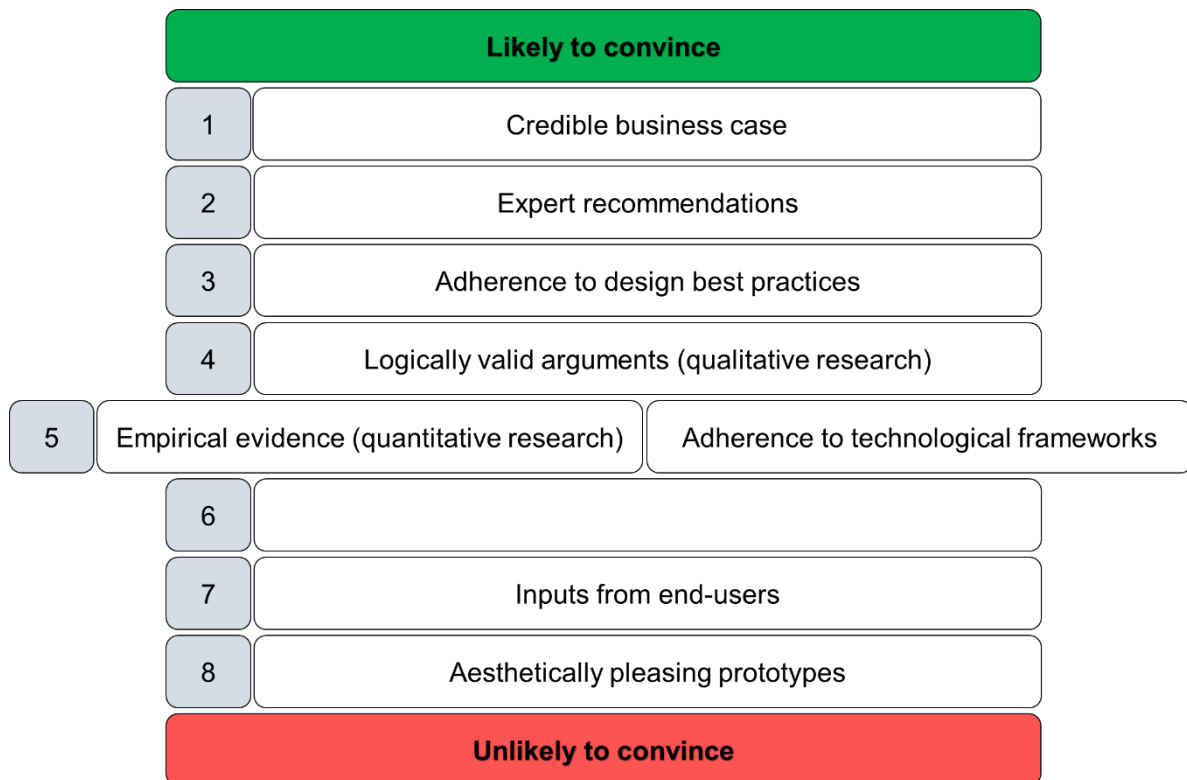 Likely to convince
1 Credible business case
2 Expert recommendations
3 Adherence to design best practices
4 Logically valid arguments (qualitative research)
5 Empirical evidence (quantitative research) Adherence to technological frameworks
6
7 Inputs from end-users
8 Aesthetically pleasing prototypes
Unlikely to convince